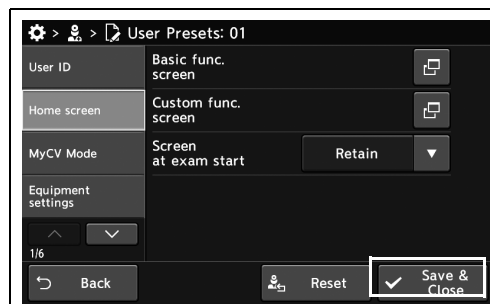 > > User Presets: 01
User ID
Basic func.
screen
Home screen
Custom func.
screen
MyCV Mode
Screen
at exam start
Retain
Equipment
settings
1/6
Back
Reset
Save &
Close